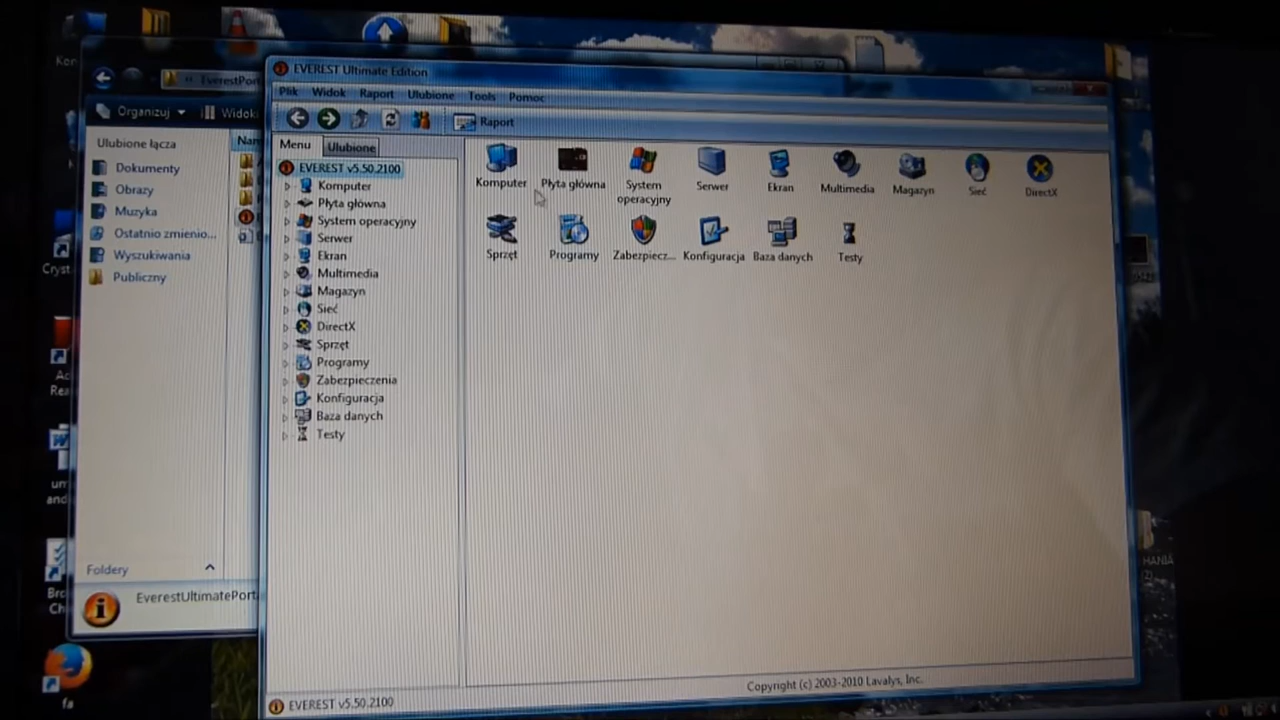 EVEREST Ultimate Edition
Plik Widok Raport Ulubione Tools Pomoc
Raport
Menu Ulubione
EVEREST v5.50.2100
Komputer
Płyta główna
System operacyjny
Serwer
Ekran
Multimedia
Magazyn
Sieć
DirectX
Sprzęt
Programy
Zabezpieczenia
Konfiguracja
Baza danych
Testy
Komputer Płyta główna System operacyjny Serwer Ekran Multimedia Magazyn Sieć DirectX
Sprzęt Programy Zabezpiecz... Konfiguracja Baza danych Testy
Copyright (c) 2003-2010 Lavalys, Inc.
EVEREST v5.50.2100
EverestPort
Organizuj Widoki
Ulubione łącza
Dokumenty
Obrazy
Muzyka
Ostatnio zmienio...
Wyszukiwania
Publiczny
Foldery
EverestUltimatePort
Cryst